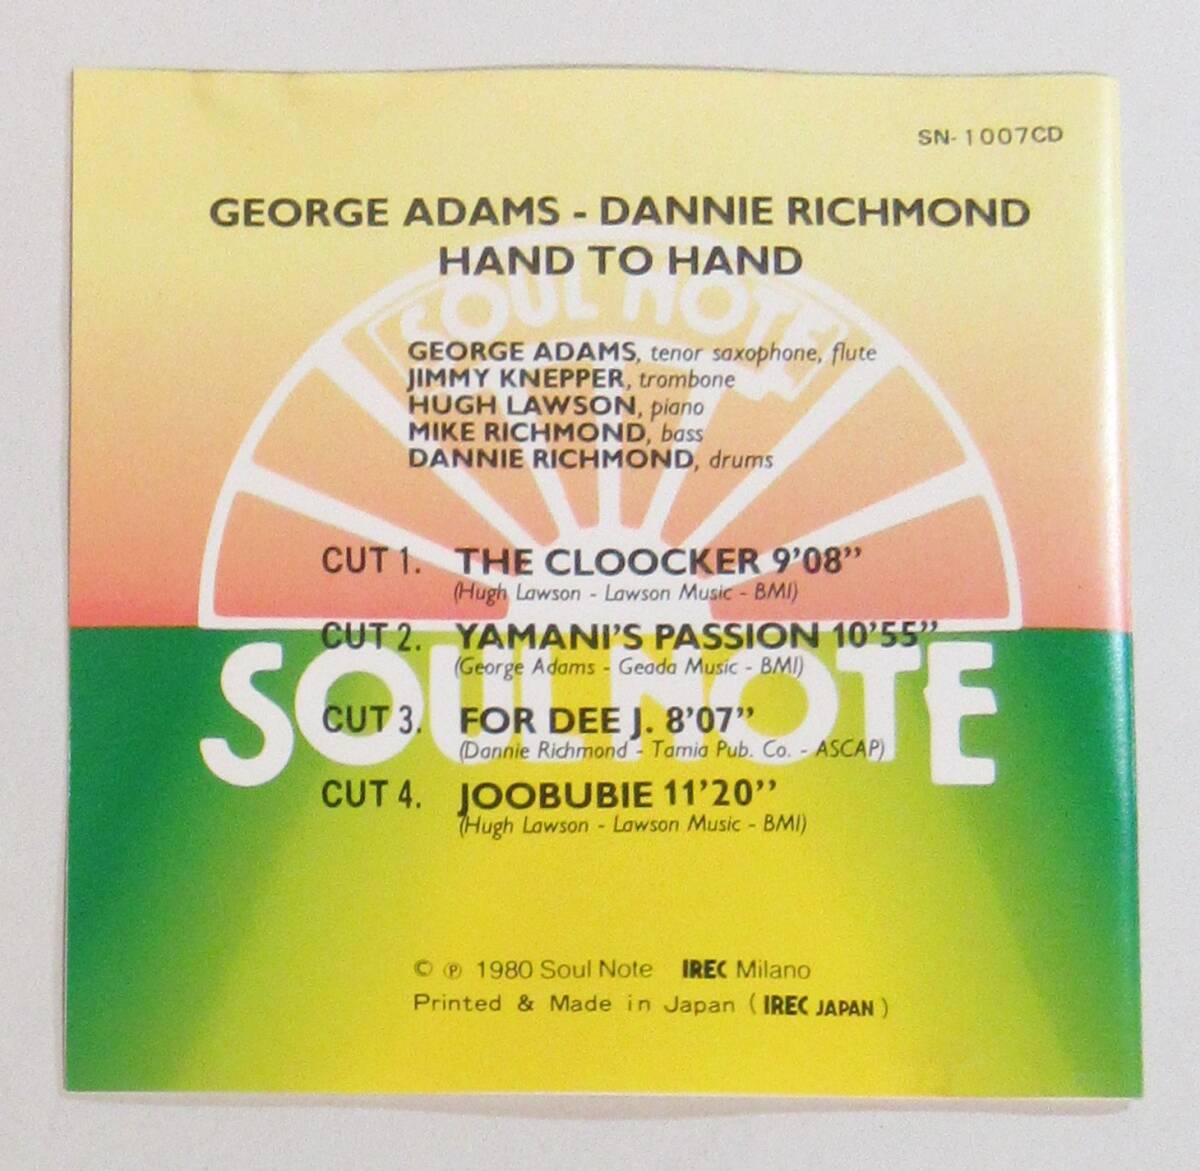 SN-1007CD
GEORGE ADAMS - DANNIE RICHMOND
HAND TO HAND
SOUL NOTE
GEORGE ADAMS, tenor saxophone, flute
JIMMY KNEPPER, trombone
HUGH LAWSON, piano
MIKE RICHMOND, bass
DANNIE RICHMOND, drums
CUT 1. THE CLOOCKER 9'08"
(Hugh Lawson - Lawson Music - BMI)
CUT 2. YAMANI'S PASSION 10'55"
(George Adams - Geada Music - BMI)
SOUL NOTE
CUT 3. FOR DEE J. 8'07"
(Dannie Richmond - Tamia Pub. Co. - ASCAP)
CUT 4. JOOBUBIE 11'20"
(Hugh Lawson - Lawson Music - BMI)
© ℗ 1980 Soul Note IREC Milano
Printed & Made in Japan (IREC JAPAN)